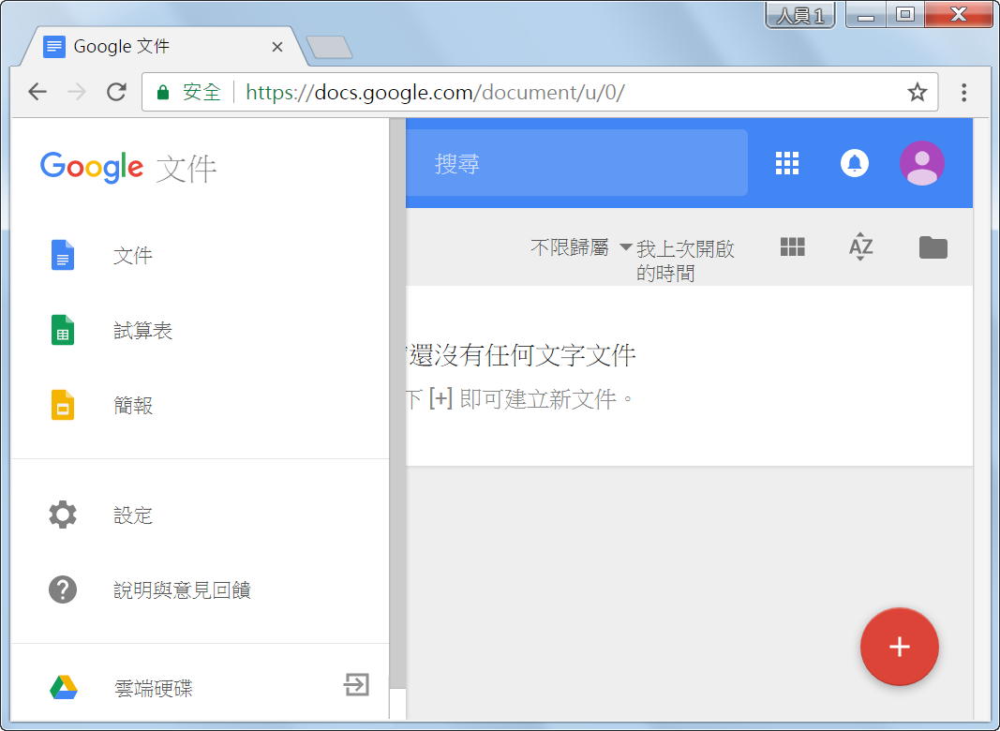 人員 1
Google 文件
安全 https://docs.google.com/document/u/0/
Google 文件
搜尋
文件
試算表
簡報
設定
說明與意見回饋
雲端硬碟
不限歸屬
我上次開啟
的時間
AZ
還沒有任何文字文件
下 [+] 即可建立新文件。